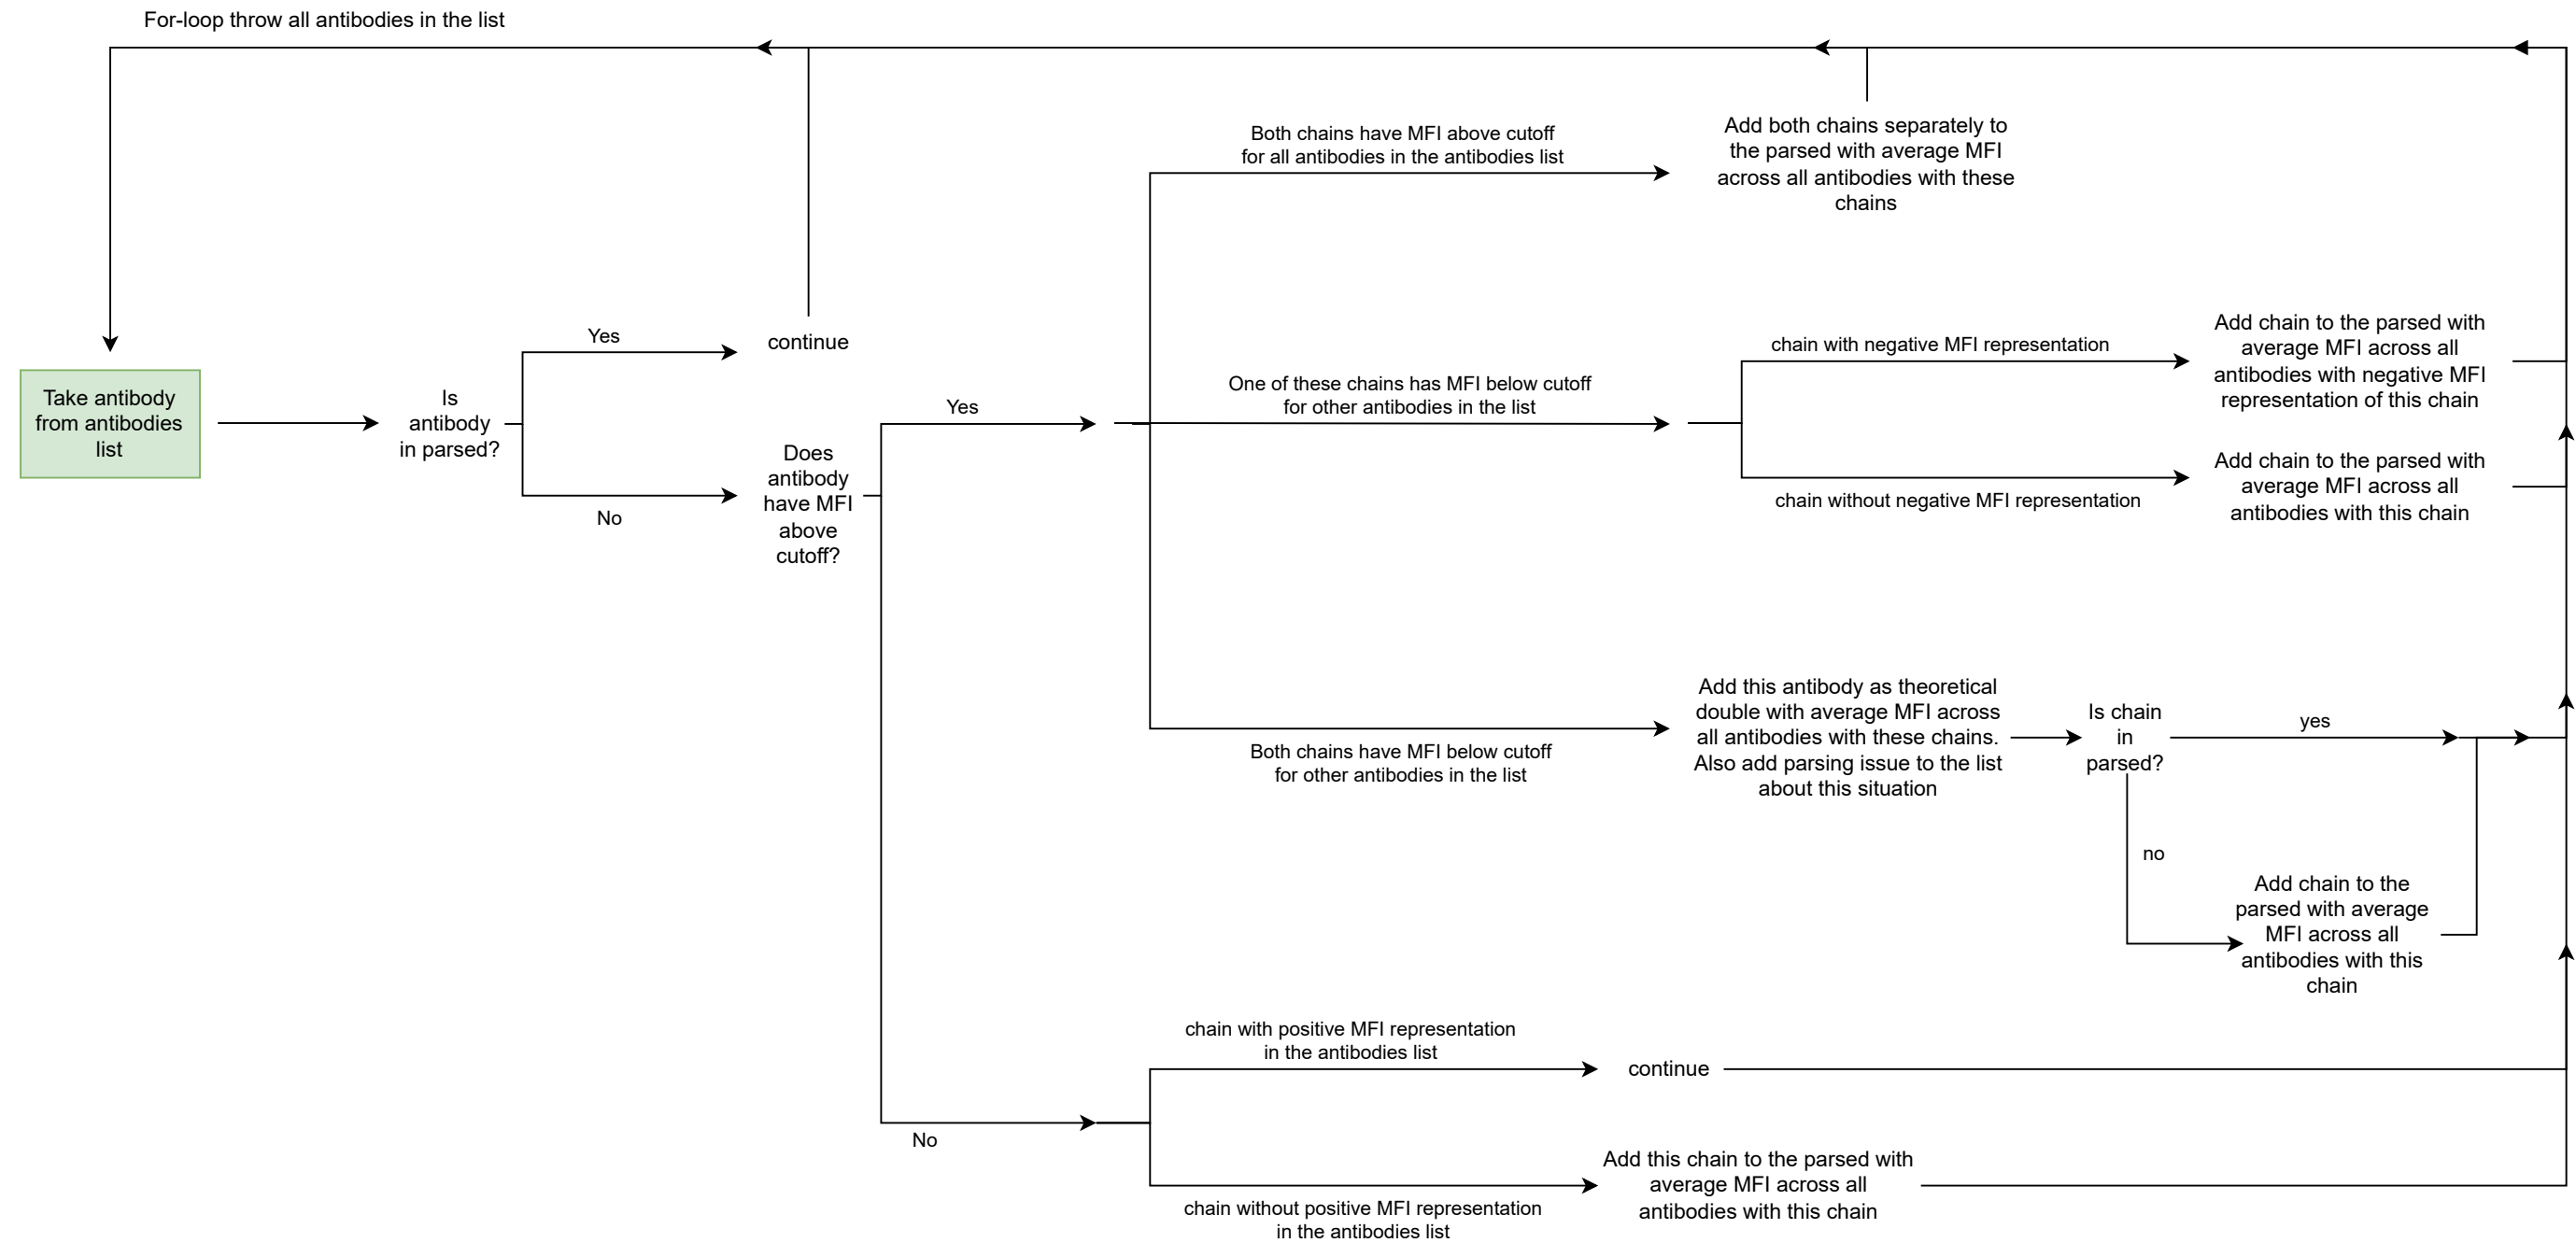 For-loop throw all antibodies in the list
Take antibody
from antibodies
list
Is
antibody
in parsed?
Yes
continue
No
Does
antibody
have MFI
above
cutoff?
Yes
Both chains have MFI above cutoff
for all antibodies in the antibodies list
Add both chains separately to
the parsed with average MFI
across all antibodies with these
chains
One of these chains has MFI below cutoff
for other antibodies in the list
chain with negative MFI representation
Add chain to the parsed with
average MFI across all
antibodies with negative MFI
representation of this chain
chain without negative MFI representation
Add chain to the parsed with
average MFI across all
antibodies with this chain
Both chains have MFI below cutoff
for other antibodies in the list
Add this antibody as theoretical
double with average MFI across
all antibodies with these chains.
Also add parsing issue to the list
about this situation
Is chain
in
parsed?
yes
no
Add chain to the
parsed with average
MFI across all
antibodies with this
chain
No
chain with positive MFI representation
in the antibodies list
continue
chain without positive MFI representation
in the antibodies list
Add this chain to the parsed with
average MFI across all
antibodies with this chain